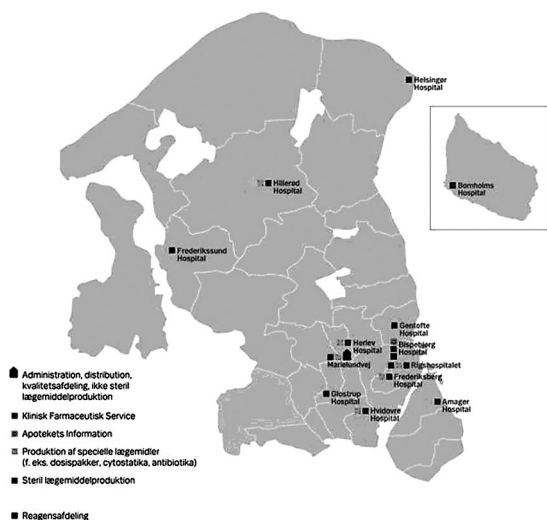 Helsingør
Hospital
Bornholms
Hospital
Hillerød
Hospital
Frederikssund
Hospital
Gentofte
Hospital
Herlev
Hospital
Bispebjerg
Hospital
Marielundvej
Rigshospitalet
Frederiksberg
Hospital
Glostrup
Hospital
Amager
Hospital
Hvidovre
Hospital
Administration, distribution,
kvalitetsafdeling, ikke steril
lægemiddelproduktion
Klinisk Farmaceutisk Service
Apotekets Information
Produktion af specielle lægemidler
(f. eks. dosispakker, cytostatika, antibiotika)
Steril lægemiddelproduktion
Reagensafdeling